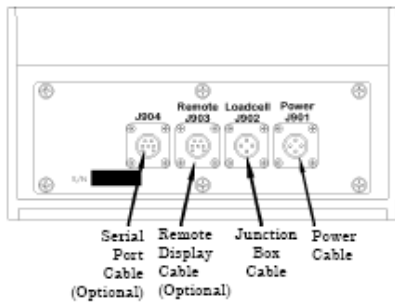 Remote Loadcell Power
J904 J903 J902 J901
S/N
Serial Remote Junction Power
Port Display Box Cable
Cable Cable Cable
(Optional) (Optional)